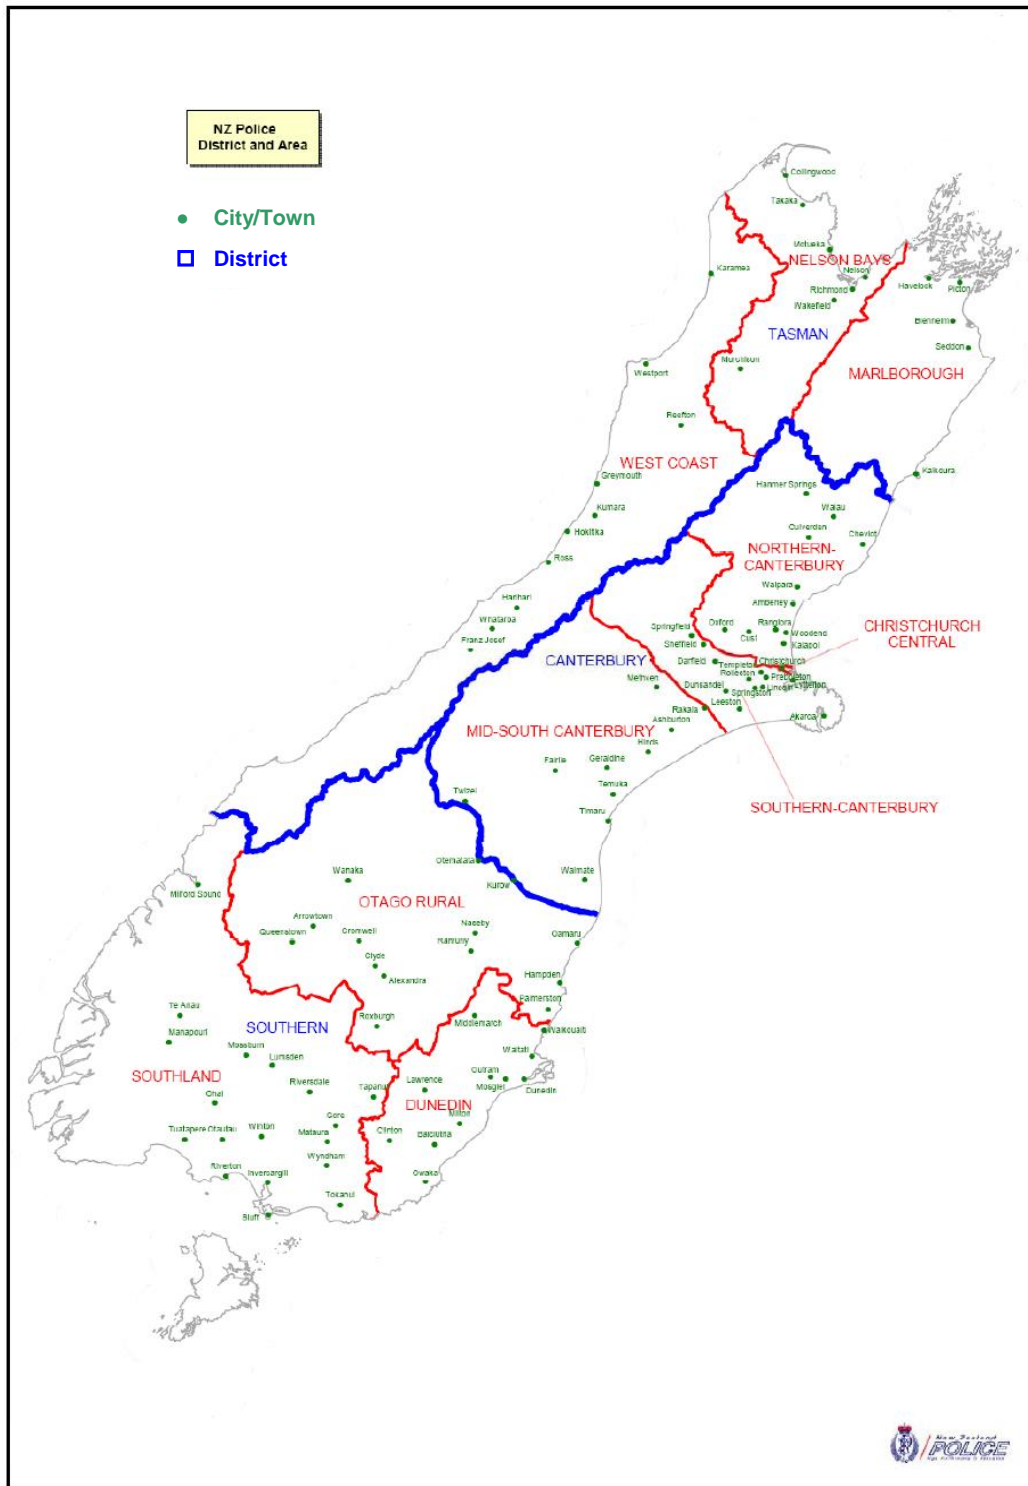 NZ Police
District and Area
City/Town
District
Collingwood
Takaka
Motueka
NELSON BAYS
Nelson
Karamea
Havelock
Picton
Richmond
Wakefield
Blenheim
TASMAN
Seddon
Murchison
Westport
MARLBOROUGH
Reefton
WEST COAST
Kaikoura
Greymouth
Hanmer Springs
Kumara
Waiau
Hokitika
Culverden
Cheviot
NORTHERN-
CANTERBURY
Ross
Waipara
Harihari
Amberley
Whataroa
Springfield
Oxford
Rangiora
Cust
Woodend
CHRISTCHURCH
CENTRAL
Franz Josef
Sheffield
Kaiapoi
CANTERBURY
Darfield
Templeton
Christchurch
Rolleston
Prebbleton
Methven
Dunsandel
Lincoln
Lyttelton
Springston
Leeston
Rakaia
Akaroa
Ashburton
MID-SOUTH CANTERBURY
Hinds
Fairlie
Geraldine
Twizel
Temuka
SOUTHERN-CANTERBURY
Timaru
Otematata
Wanaka
Kurow
Waimate
Milford Sound
OTAGO RURAL
Arrowtown
Naseby
Queenstown
Cromwell
Ranfurly
Oamaru
Clyde
Alexandra
Hampden
Te Anau
Palmerston
Roxburgh
Middlemarch
SOUTHERN
Waikouaiti
Manapouri
Mossburn
Lumsden
Waitati
SOUTHLAND
Outram
Mosgiel
Dunedin
Riversdale
Tapanui
Lawrence
Ohai
DUNEDIN
Gore
Milton
Tuatapere
Otautau
Winton
Mataura
Clinton
Balclutha
Wyndham
Riverton
Invercargill
Owaka
Tokanui
Bluff
New Zealand
POLICE